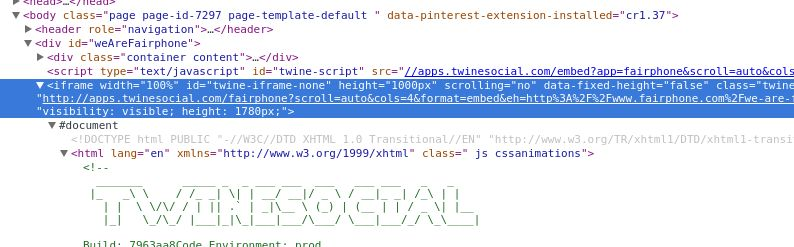 <head>…</head>
<body class="page page-id-7297 page-template-default " data-pinterest-extension-installed="cr1.37">
<header role="navigation">…</header>
<div id="weAreFairphone">
<div class="container content">…</div>
<script type="text/javascript" id="twine-script" src="//apps.twinesocial.com/embed?app=fairphone&scroll=auto&cols
<iframe width="100%" id="twine-iframe-none" height="1000px" scrolling="no" data-fixed-height="false" class="twine
"http://apps.twinesocial.com/fairphone?scroll=auto&cols=4&format=embed&eh=http%3A%2F%2Fwww.fairphone.com%2Fwe-are-f
"visibility: visible; height: 1780px;">
#document
<!DOCTYPE html PUBLIC "-//W3C//DTD XHTML 1.0 Transitional//EN" "http://www.w3.org/TR/xhtml1/DTD/xhtml1-transit
<html lang="en" xmlns="http://www.w3.org/1999/xhtml" class=" js cssanimations">
<!--
TWINESOCIAL
Build: 7963aa8Code Environment: prod